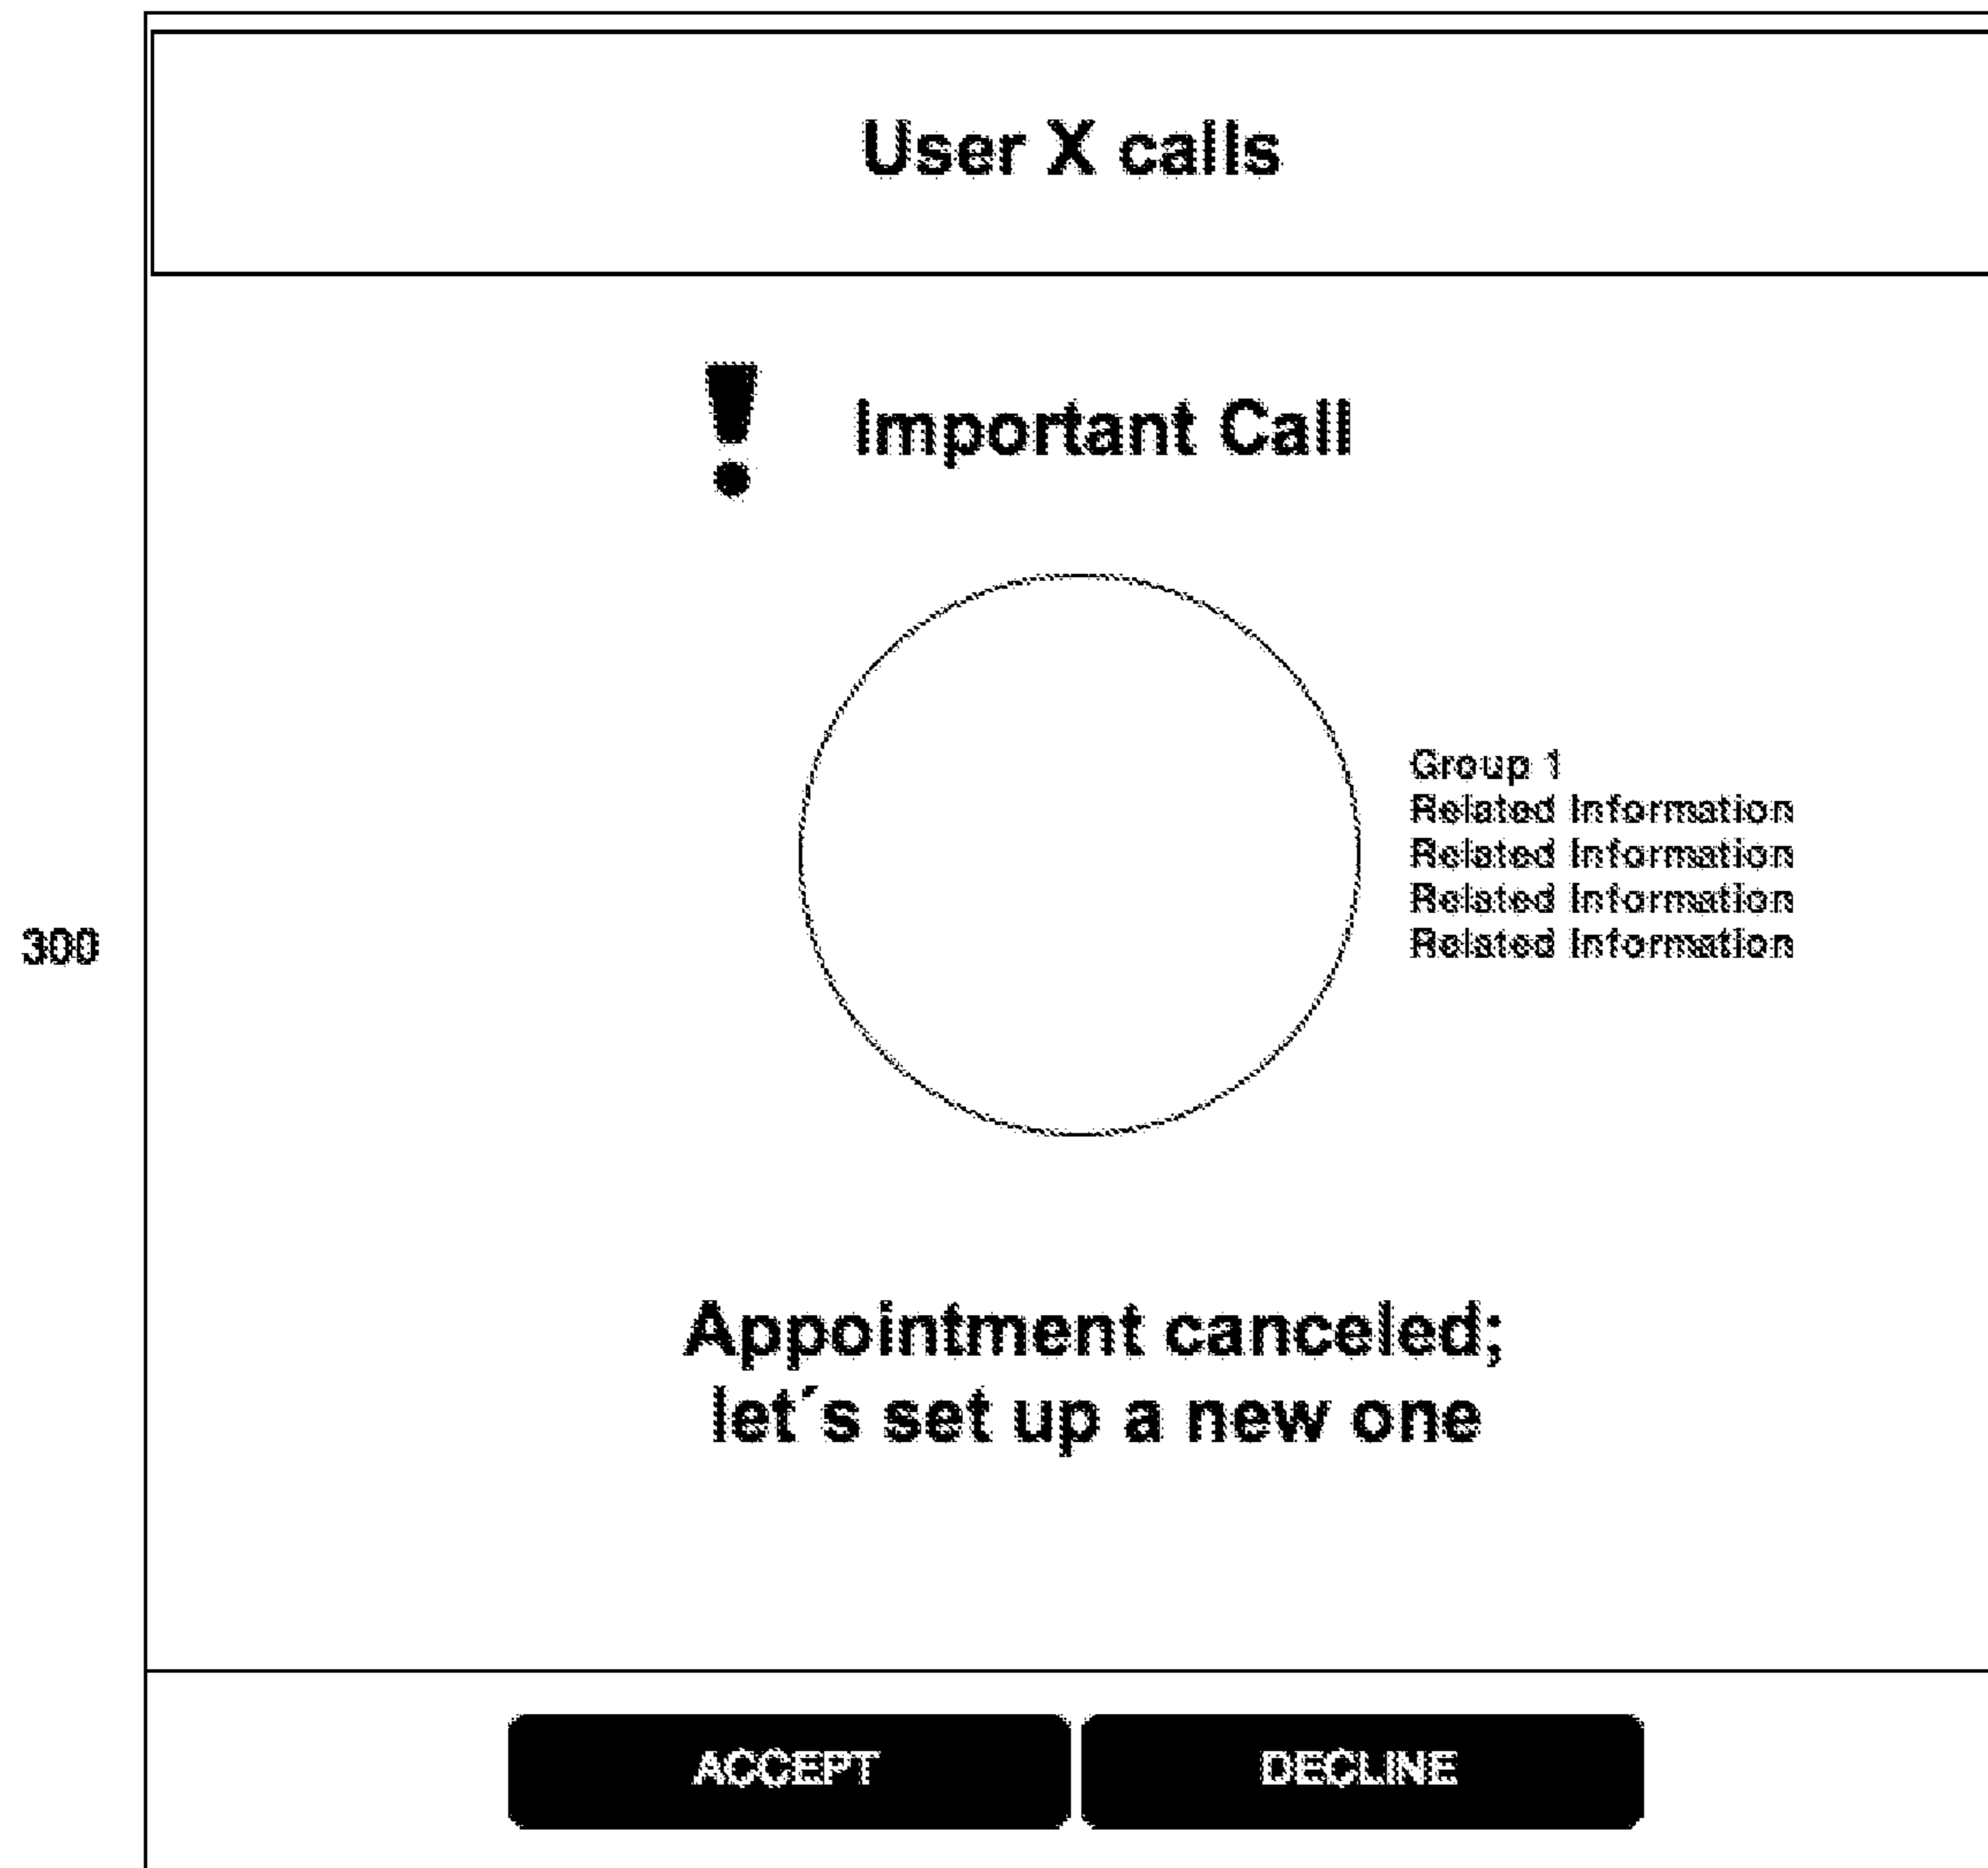 User X calls
! Important Call
Group 1
Related Information
Related Information
Related Information
Related Information
300
Appointment canceled;
let´s set up a new one
ACCEPT DECLINE